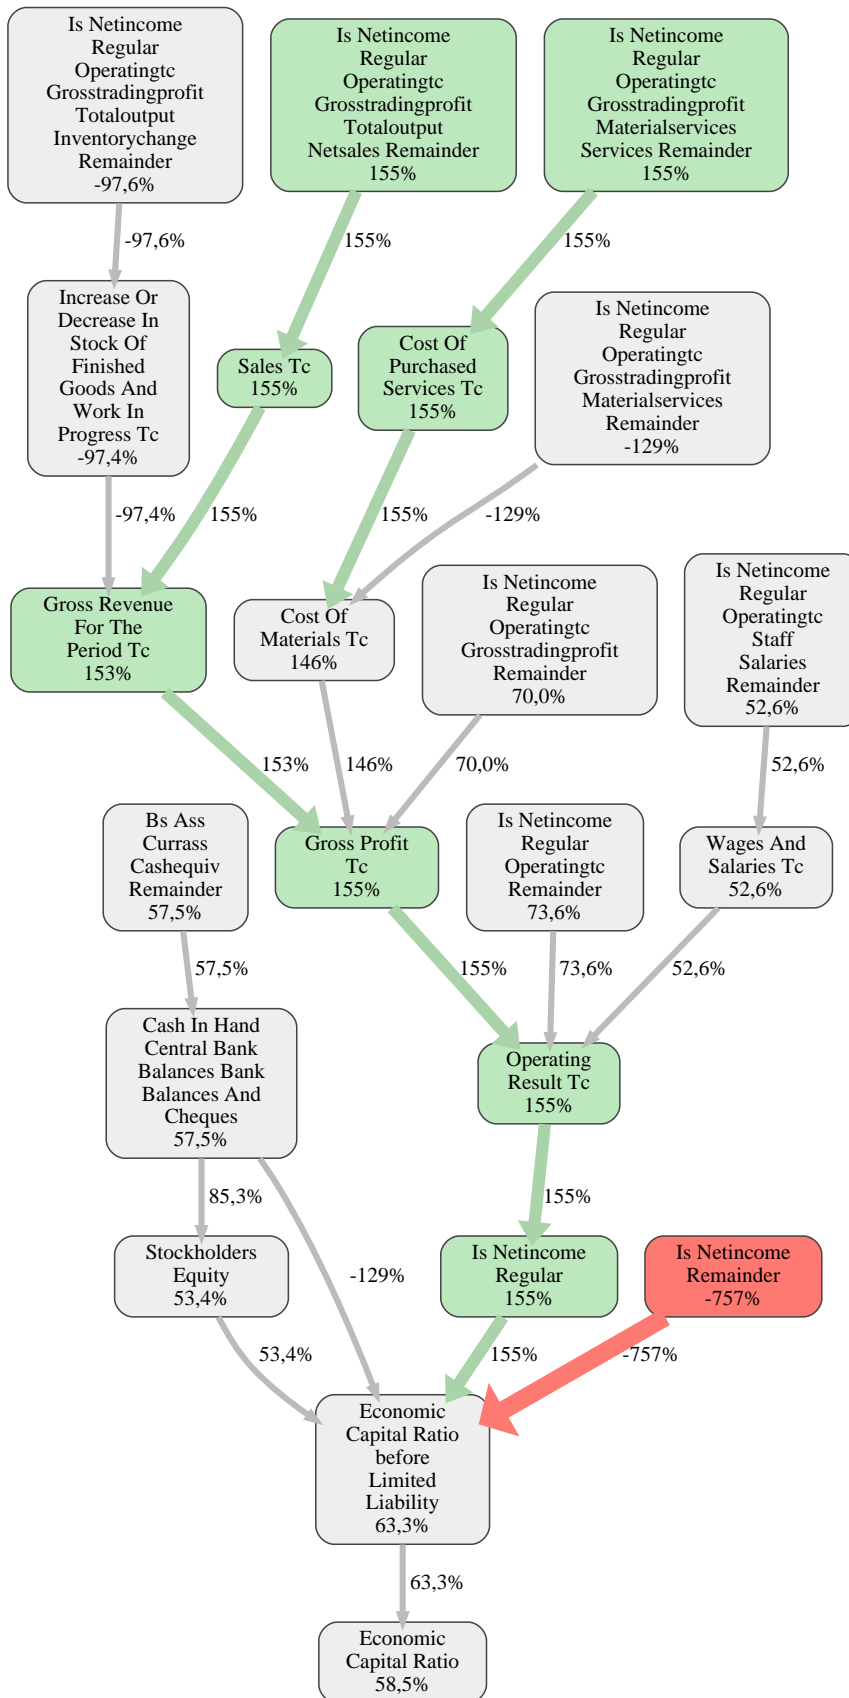 Is Netincome
Regular
Operatingtc
Grosstradingprofit
Totaloutput
Inventorychange
Remainder
-97,6%
Is Netincome
Regular
Operatingtc
Grosstradingprofit
Totaloutput
Netsales Remainder
155%
Is Netincome
Regular
Operatingtc
Grosstradingprofit
Materialservices
Services Remainder
155%
-97,6%
155%
155%
Increase Or
Decrease In
Stock Of
Finished
Goods And
Work In
Progress Tc
-97,4%
Sales Tc
155%
Cost Of
Purchased
Services Tc
155%
Is Netincome
Regular
Operatingtc
Grosstradingprofit
Materialservices
Remainder
-129%
-97,4%
155%
155%
-129%
Gross Revenue
For The
Period Tc
153%
Cost Of
Materials Tc
146%
Is Netincome
Regular
Operatingtc
Grosstradingprofit
Remainder
70,0%
Is Netincome
Regular
Operatingtc
Staff
Salaries
Remainder
52,6%
153%
146%
70,0%
52,6%
Bs Ass
Currass
Cashequiv
Remainder
57,5%
Gross Profit
Tc
155%
Is Netincome
Regular
Operatingtc
Remainder
73,6%
Wages And
Salaries Tc
52,6%
57,5%
155%
73,6%
52,6%
Cash In Hand
Central Bank
Balances Bank
Balances And
Cheques
57,5%
Operating
Result Tc
155%
85,3%
-129%
155%
Stockholders
Equity
53,4%
Is Netincome
Regular
155%
Is Netincome
Remainder
-757%
53,4%
155%
-757%
Economic
Capital Ratio
before
Limited
Liability
63,3%
63,3%
Economic
Capital Ratio
58,5%